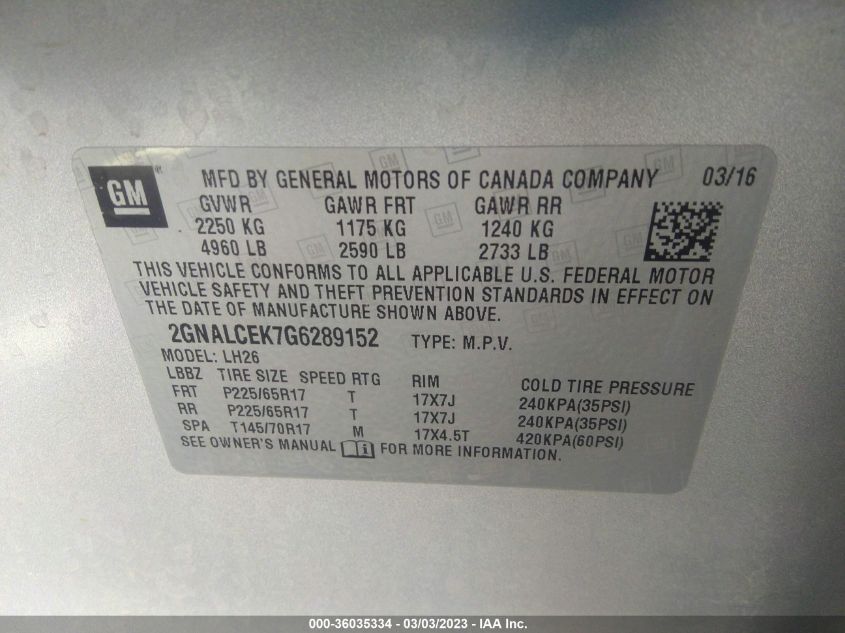 GM MFD BY GENERAL MOTORS OF CANADA COMPANY 03/16
GVWR GAWR FRT GAWR RR
2250 KG 1175 KG 1240 KG
4960 LB 2590 LB 2733 LB
THIS VEHICLE CONFORMS TO ALL APPLICABLE U.S. FEDERAL MOTOR
VEHICLE SAFETY AND THEFT PREVENTION STANDARDS IN EFFECT ON
THE DATE OF MANUFACTURE SHOWN ABOVE.
2GNALCEK7G6289152 TYPE: M.P.V.
MODEL: LH26
LBBZ TIRE SIZE SPEED RTG RIM COLD TIRE PRESSURE
FRT P225/65R17 T 17X7J 240KPA(35PSI)
RR P225/65R17 T 17X7J 240KPA(35PSI)
SPA T145/70R17 M 17X4.5T 420KPA(60PSI)
SEE OWNER'S MANUAL FOR MORE INFORMATION.
000-36035334 - 03/03/2023 - IAA Inc.